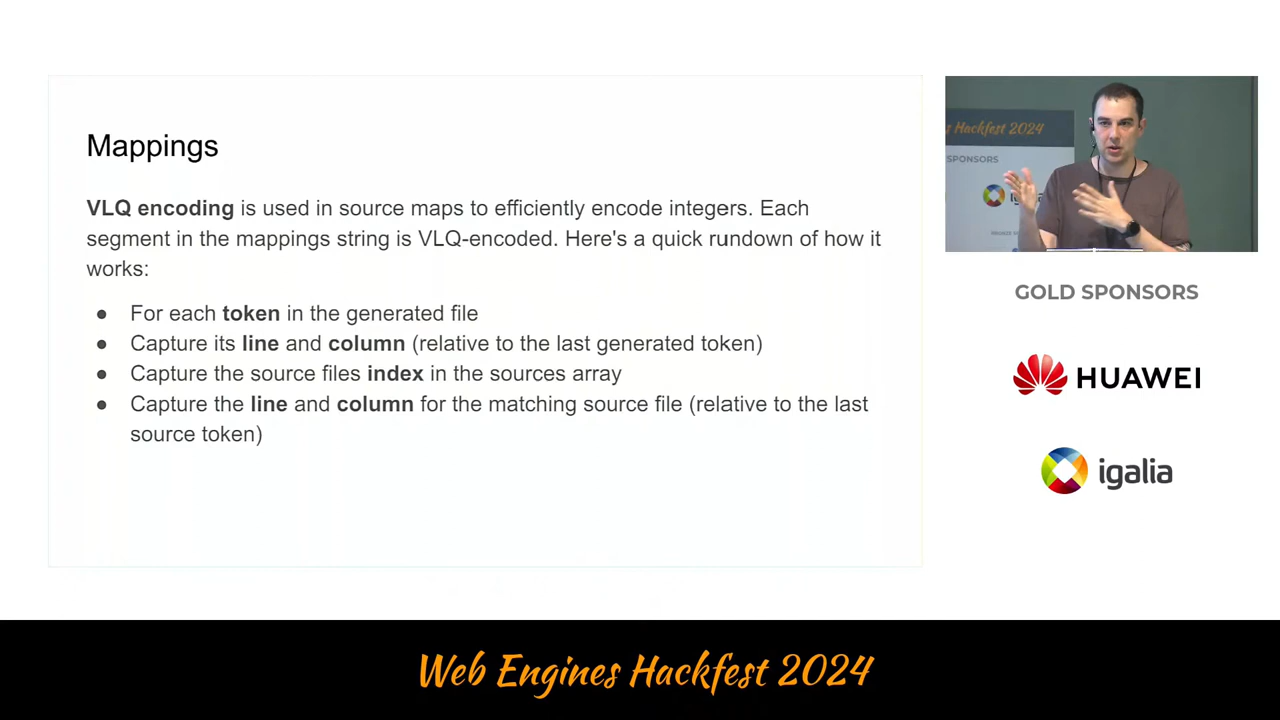 Mappings
VLQ encoding is used in source maps to efficiently encode integers. Each
segment in the mappings string is VLQ-encoded. Here's a quick rundown of how it
works:
● For each token in the generated file
● Capture its line and column (relative to the last generated token)
● Capture the source files index in the sources array
● Capture the line and column for the matching source file (relative to the last
source token)
s Hackfest 2024
SPONSORS
iga
GOLD SPONSORS
HUAWEI
igalia
Web Engines Hackfest 2024